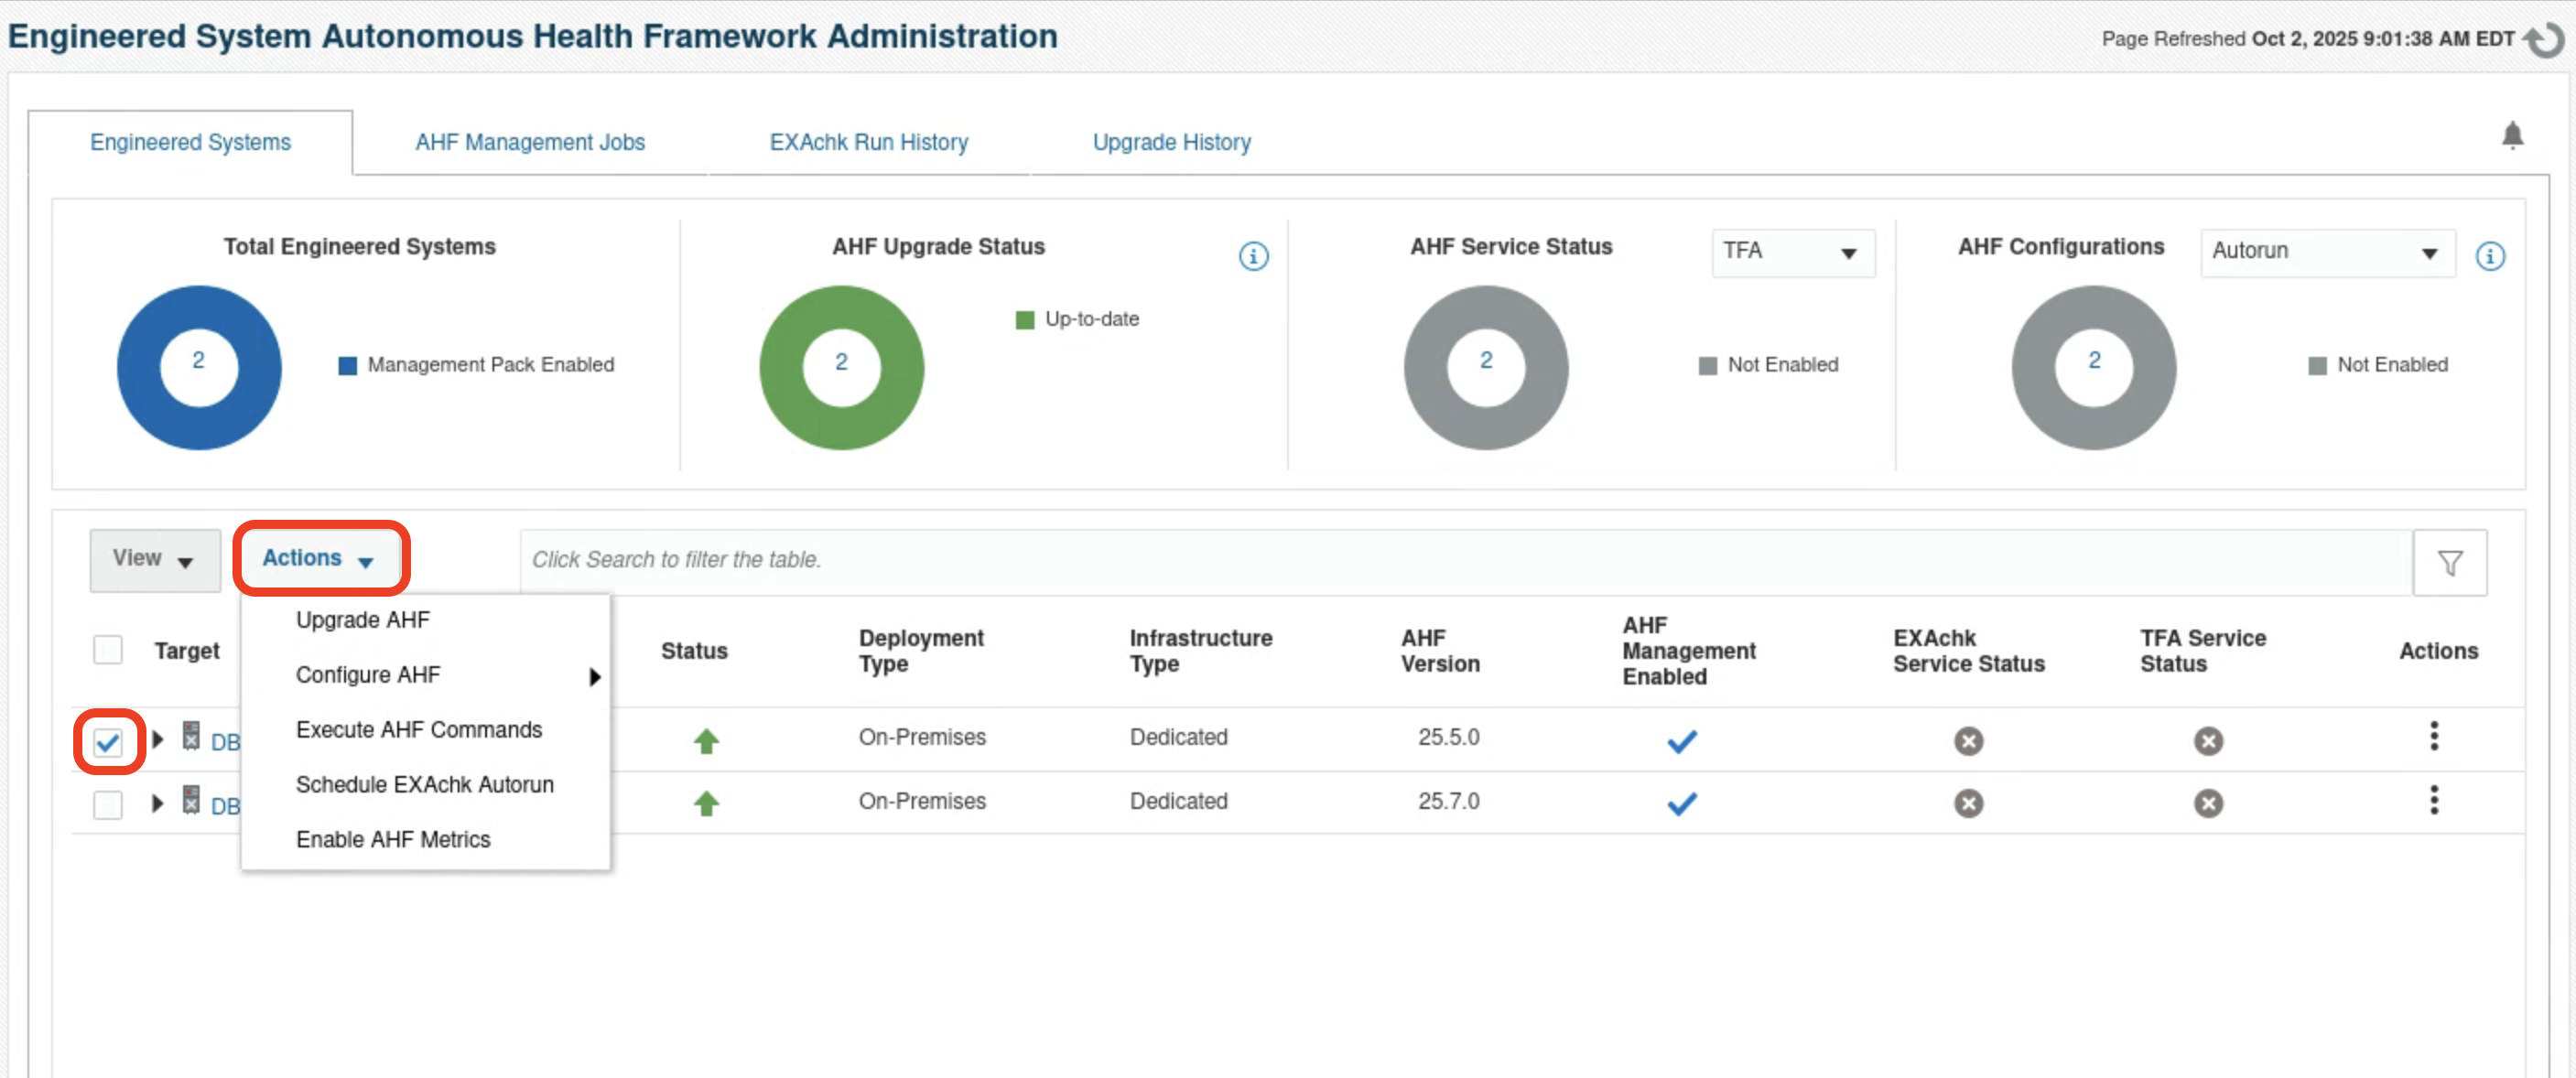 Engineered System Autonomous Health Framework Administration
Page Refreshed Oct 2, 2025 9:01:38 AM EDT
Engineered Systems
AHF Management Jobs
EXAchk Run History
Upgrade History
Total Engineered Systems
2
Management Pack Enabled
AHF Upgrade Status
2
Up-to-date
AHF Service Status
TFA
2
Not Enabled
AHF Configurations
Autorun
2
Not Enabled
View
Actions
Click Search to filter the table.
Upgrade AHF
Configure AHF
Execute AHF Commands
Schedule EXAchk Autorun
Enable AHF Metrics
Target
Status
Deployment
Type
Infrastructure
Type
AHF
Version
AHF
Management
Enabled
EXAchk
Service Status
TFA Service
Status
Actions
DB
On-Premises
Dedicated
25.5.0
DB
On-Premises
Dedicated
25.7.0